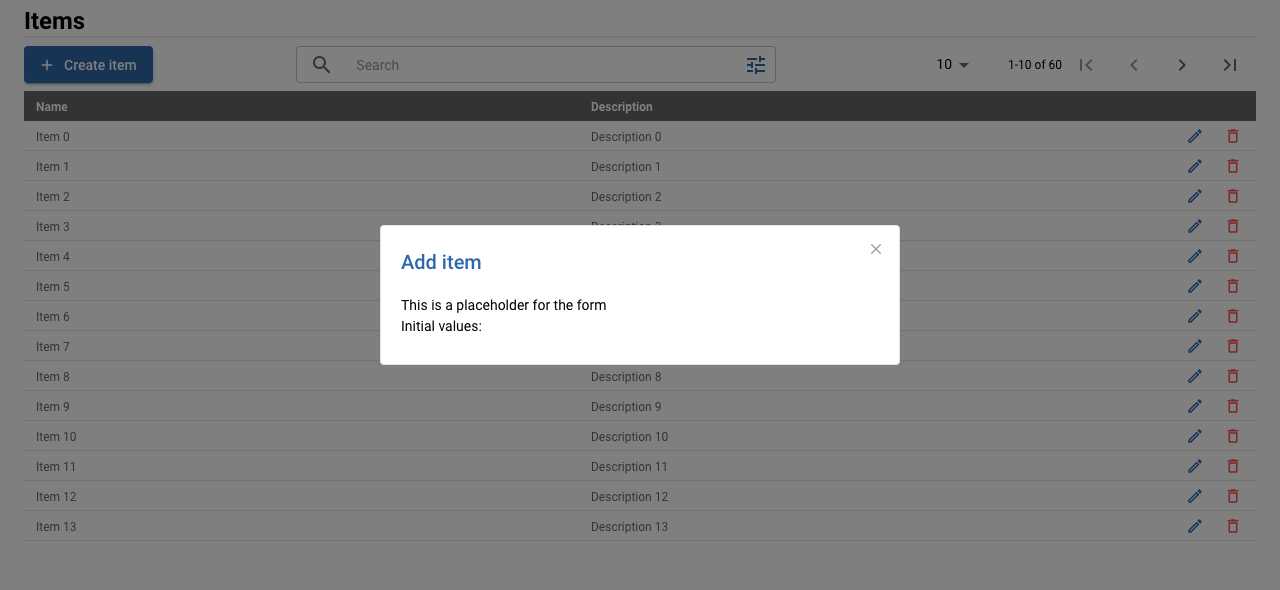 Items
Create item
Search
10
1-10 of 60
Name Description
Item 0 Description 0
Item 1 Description 1
Item 2 Description 2
Item 3
Item 4
Item 5
Item 6
Item 7
Item 8 Description 8
Item 9 Description 9
Item 10 Description 10
Item 11 Description 11
Item 12 Description 12
Item 13 Description 13
Add item
This is a placeholder for the form
Initial values: